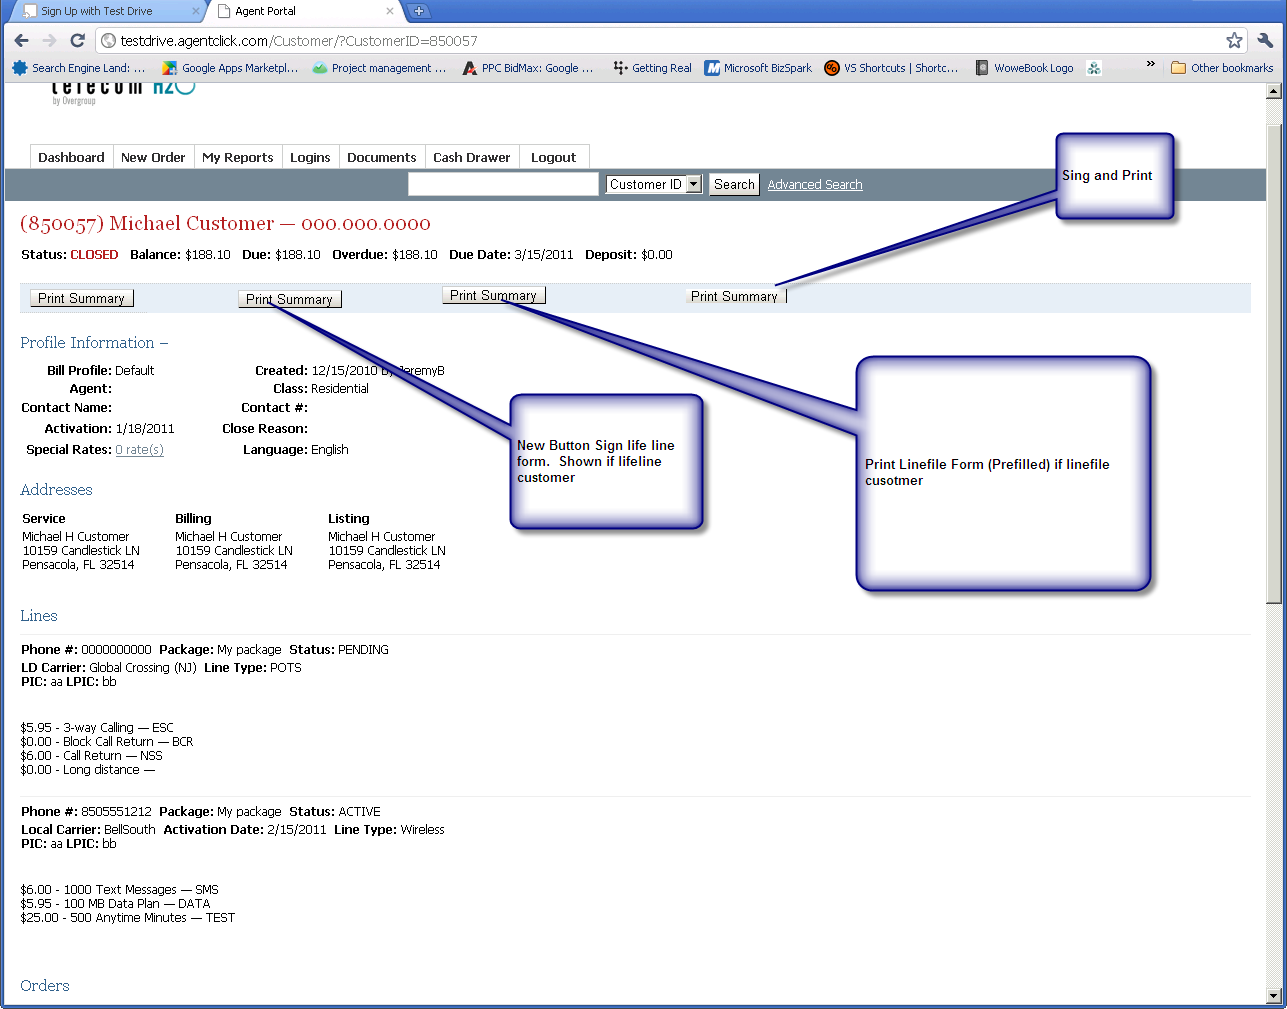 Sign Up with Test Drive
Agent Portal
testdrive.agentclick.com/Customer/?CustomerID=850057
Search Engine Land: ...
Google Apps Marketpl...
Project management ...
PPC BidMax: Google ...
Getting Real
Microsoft BizSpark
VS Shortcuts | Shortc...
WoweBook Logo
»
Other bookmarks
telecom H2O
by Overgroup
Dashboard New Order My Reports Logins Documents Cash Drawer Logout
Customer ID Search Advanced Search
Sing and Print
(850057) Michael Customer — 000.000.0000
Status: CLOSED Balance: $188.10 Due: $188.10 Overdue: $188.10 Due Date: 3/15/2011 Deposit: $0.00
Print Summary Print Summary Print Summary Print Summary
Profile Information –
Bill Profile: Default Created: 12/15/2010 By JeremyB
Agent: Class: Residential
Contact Name: Contact #:
Activation: 1/18/2011 Close Reason:
Special Rates: 0 rate(s) Language: English
New Button Sign life line
form. Shown if lifeline
customer
Print Linefile Form (Prefilled) if linefile
cusotmer
Addresses
Service Billing Listing
Michael H Customer Michael H Customer Michael H Customer
10159 Candlestick LN 10159 Candlestick LN 10159 Candlestick LN
Pensacola, FL 32514 Pensacola, FL 32514 Pensacola, FL 32514
Lines
Phone #: 0000000000 Package: My package Status: PENDING
LD Carrier: Global Crossing (NJ) Line Type: POTS
PIC: aa LPIC: bb
$5.95 - 3-way Calling — ESC
$0.00 - Block Call Return — BCR
$6.00 - Call Return — NSS
$0.00 - Long distance —
Phone #: 8505551212 Package: My package Status: ACTIVE
Local Carrier: BellSouth Activation Date: 2/15/2011 Line Type: Wireless
PIC: aa LPIC: bb
$6.00 - 1000 Text Messages — SMS
$5.95 - 100 MB Data Plan — DATA
$25.00 - 500 Anytime Minutes — TEST
Orders